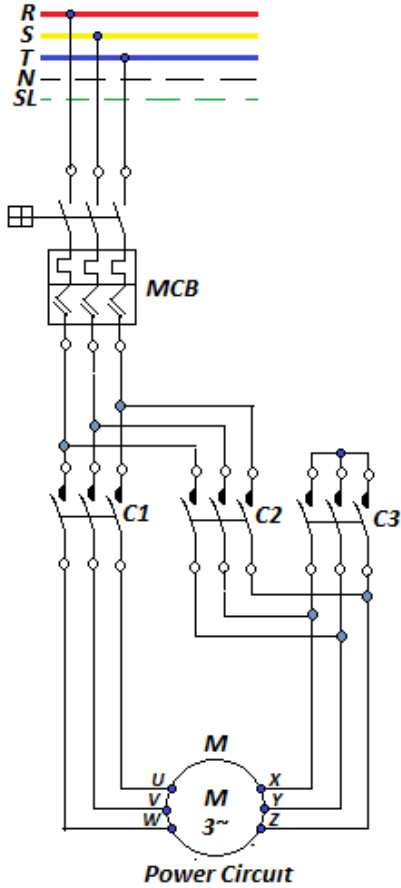 R
S
T
N
SL
MCB
C1 C2 C3
M
U X
V M Y
W 3~ Z
Power Circuit